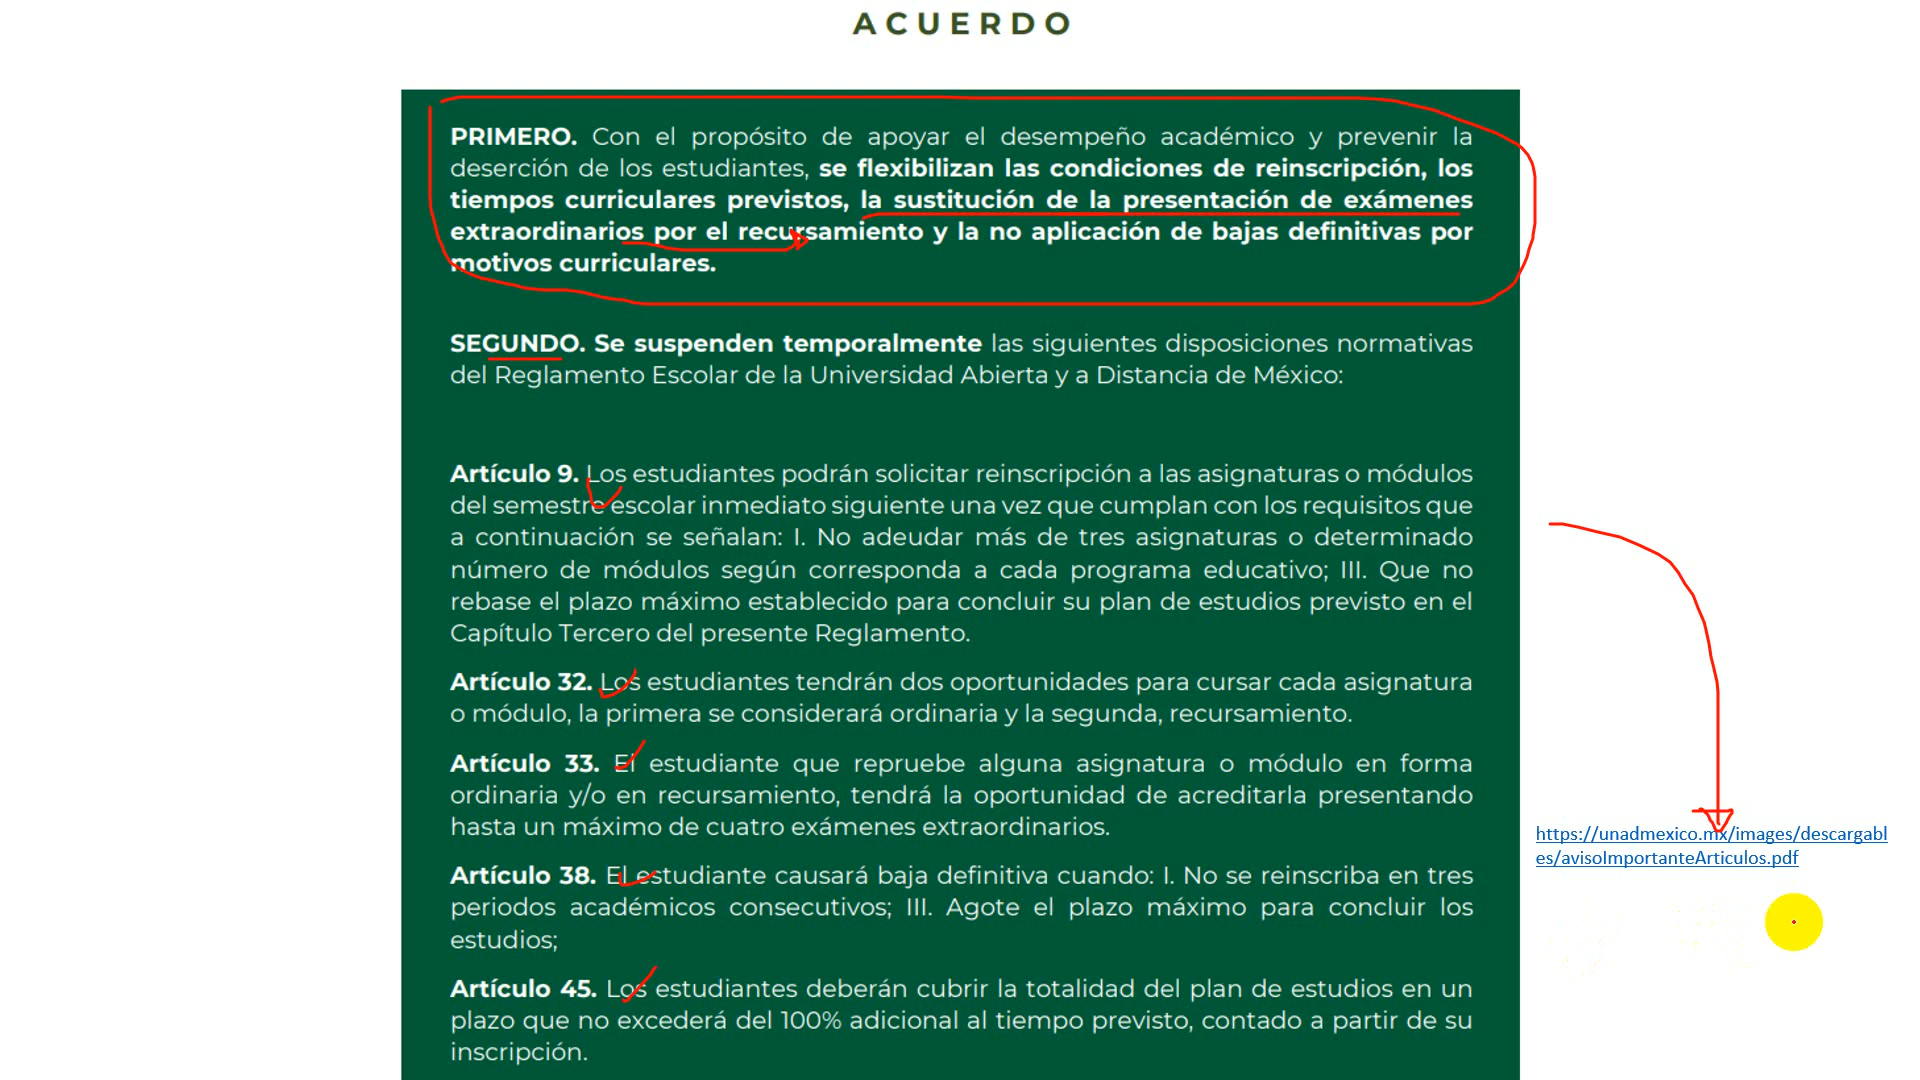 ACUERDO
PRIMERO. Con el propósito de apoyar el desempeño académico y prevenir la
deserción de los estudiantes, se flexibilizan las condiciones de reinscripción, los
tiempos curriculares previstos, la sustitución de la presentación de exámenes
extraordinarios por el recursamiento y la no aplicación de bajas definitivas por
motivos curriculares.
SEGUNDO. Se suspenden temporalmente las siguientes disposiciones normativas
del Reglamento Escolar de la Universidad Abierta y a Distancia de México:
Artículo 9. Los estudiantes podrán solicitar reinscripción a las asignaturas o módulos
del semestre escolar inmediato siguiente una vez que cumplan con los requisitos que
a continuación se señalan: I. No adeudar más de tres asignaturas o determinado
número de módulos según corresponda a cada programa educativo; III. Que no
rebase el plazo máximo establecido para concluir su plan de estudios previsto en el
Capítulo Tercero del presente Reglamento.
Artículo 32. Los estudiantes tendrán dos oportunidades para cursar cada asignatura
o módulo, la primera se considerará ordinaria y la segunda, recursamiento.
Artículo 33. El estudiante que repruebe alguna asignatura o módulo en forma
ordinaria y/o en recursamiento, tendrá la oportunidad de acreditarla presentando
hasta un máximo de cuatro exámenes extraordinarios.
Artículo 38. El estudiante causará baja definitiva cuando: I. No se reinscriba en tres
periodos académicos consecutivos; III. Agote el plazo máximo para concluir los
estudios;
Artículo 45. Los estudiantes deberán cubrir la totalidad del plan de estudios en un
plazo que no excederá del 100% adicional al tiempo previsto, contado a partir de su
inscripción.
https://unadmexico.mx/images/descargabl
es/avisoImportanteArticulos.pdf